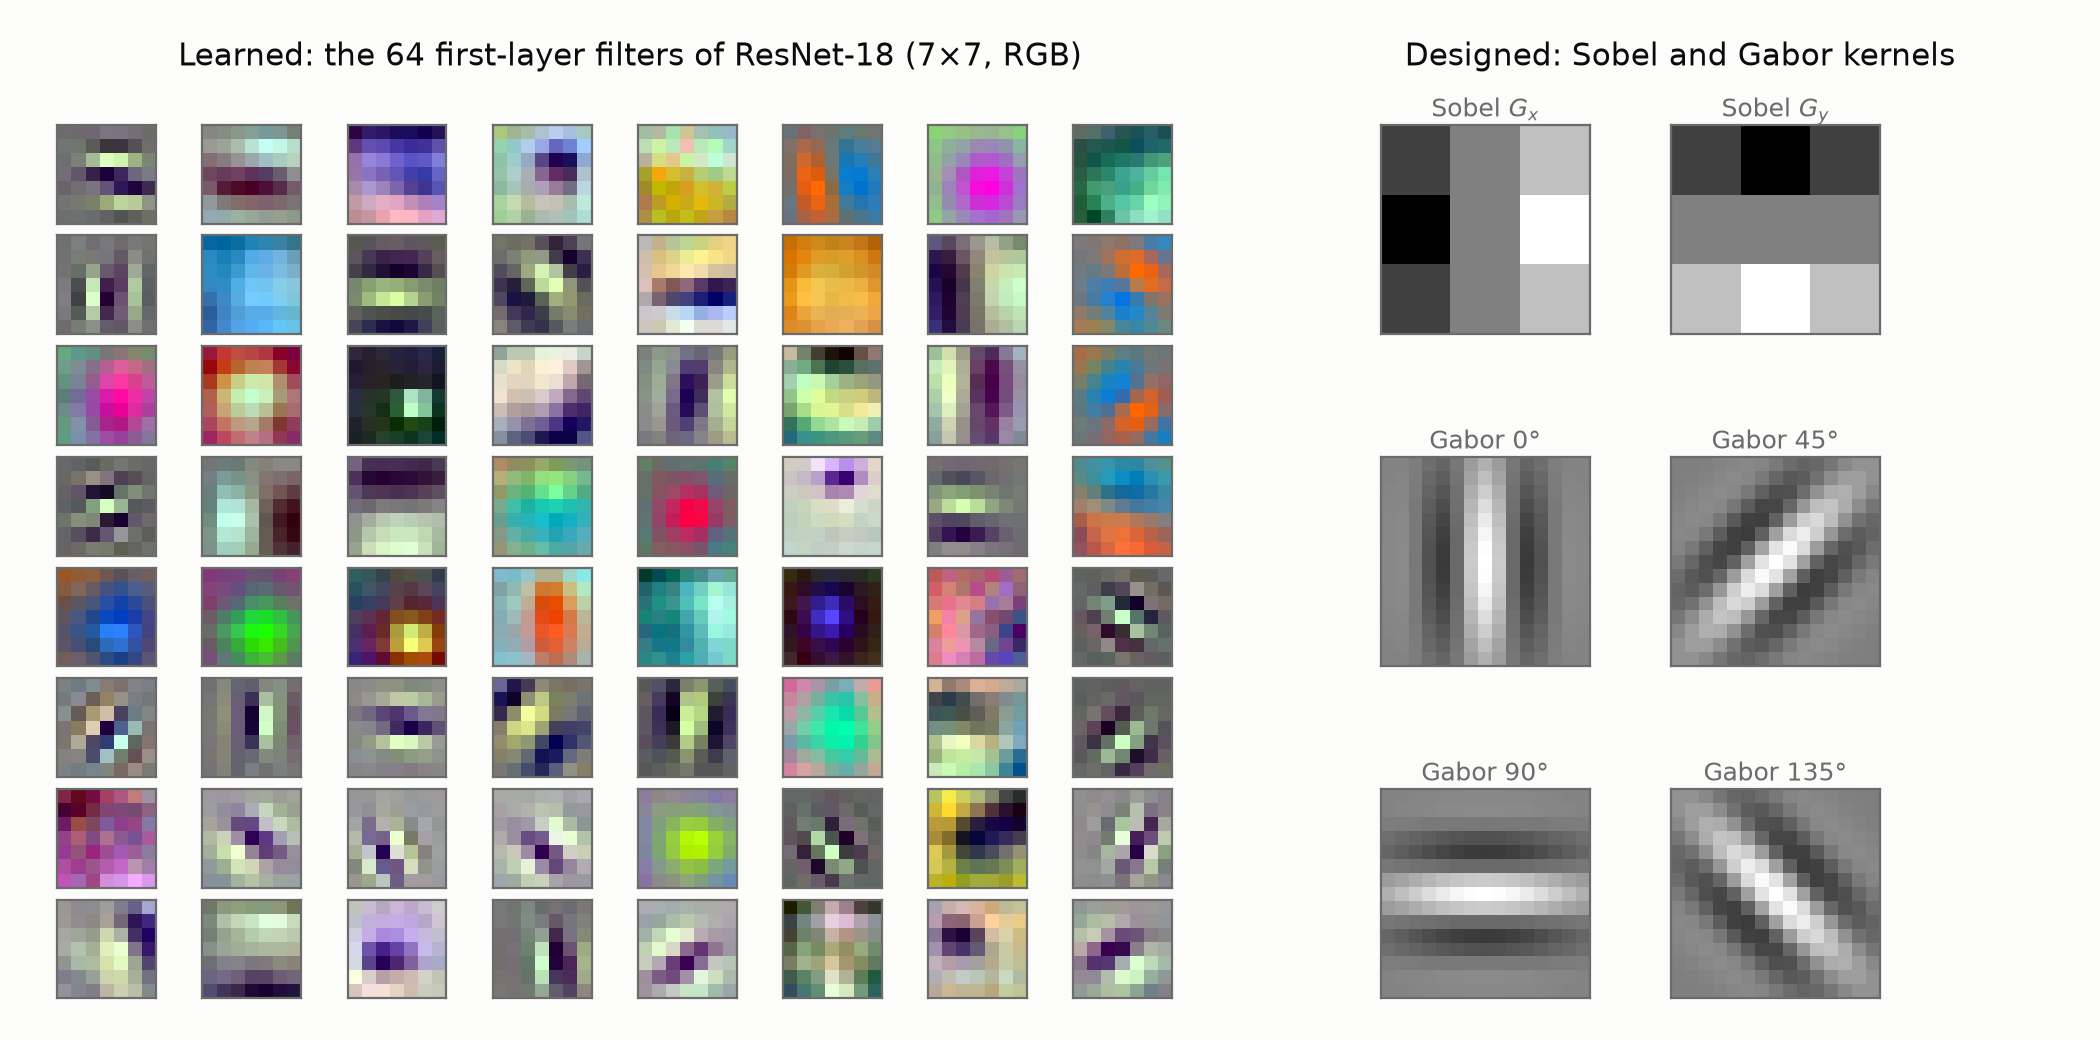 Learned: the 64 first-layer filters of ResNet-18 (7×7, RGB)
Designed: Sobel and Gabor kernels
Sobel Gx
Sobel Gy
Gabor 0°
Gabor 45°
Gabor 90°
Gabor 135°